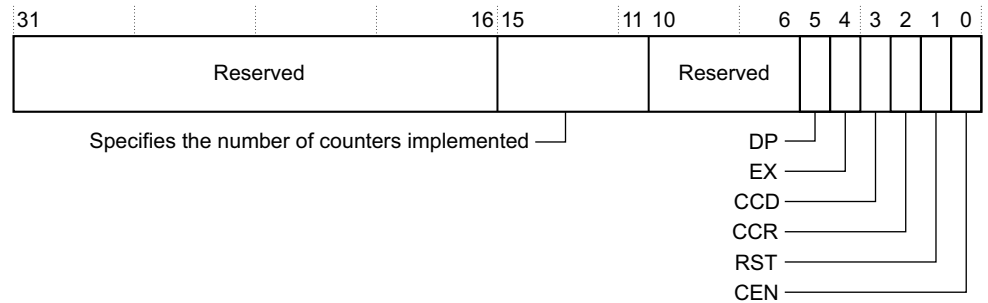 31 16 15 11 10 6 5 4 3 2 1 0
Reserved Reserved
Specifies the number of counters implemented DP
EX
CCD
CCR
RST
CEN